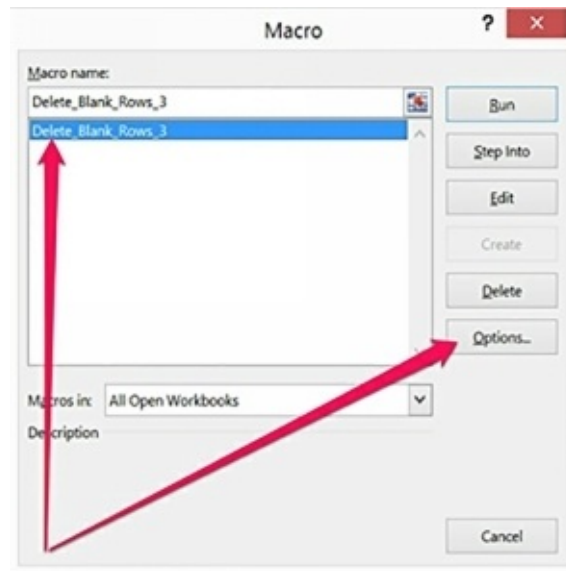 Macro
?
Macro name:
Delete_Blank_Rows_3
Run
Delete_Blank_Rows_3
Step Into
Edit
Create
Delete
Options...
Macros in: All Open Workbooks
Description
Cancel